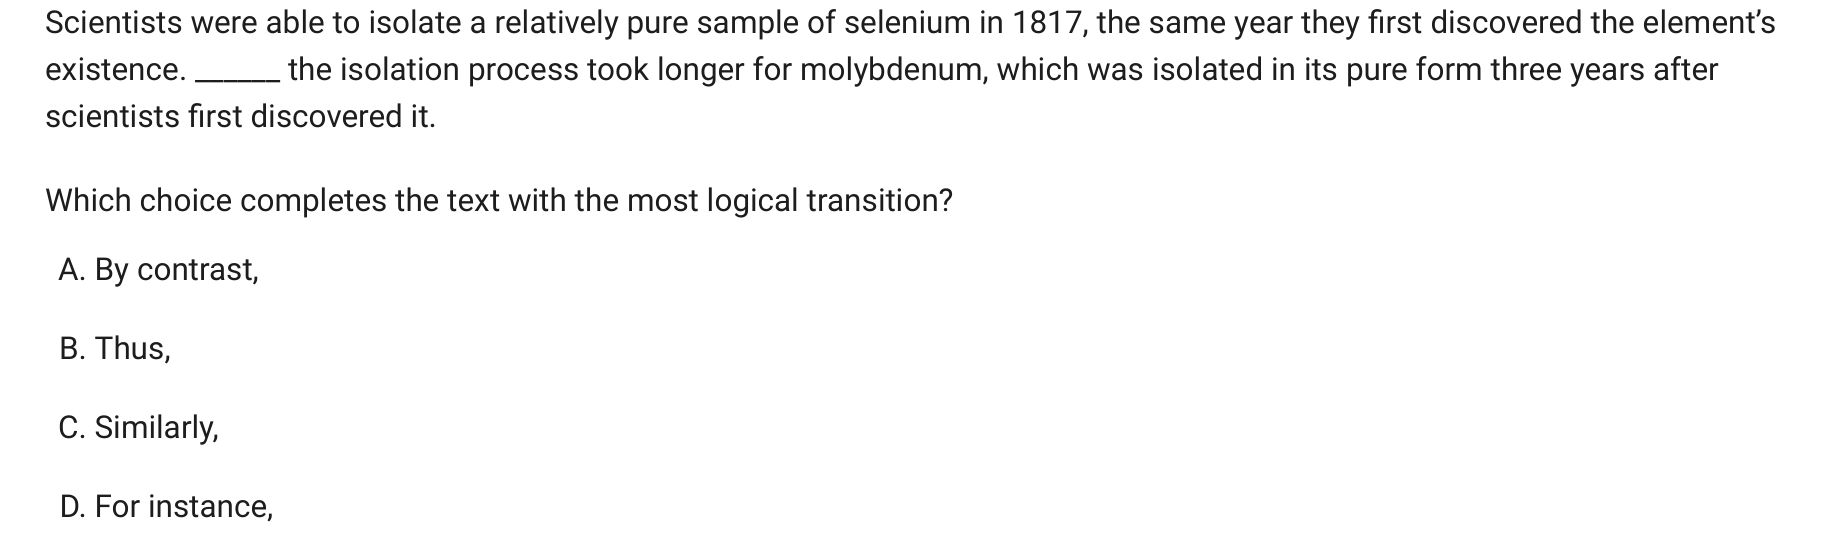 Scientists were able to isolate a relatively pure sample of selenium in 1817, the same year they first discovered the element's
existence. ______ the isolation process took longer for molybdenum, which was isolated in its pure form three years after
scientists first discovered it.
Which choice completes the text with the most logical transition?
A. By contrast,
B. Thus,
C. Similarly,
D. For instance,